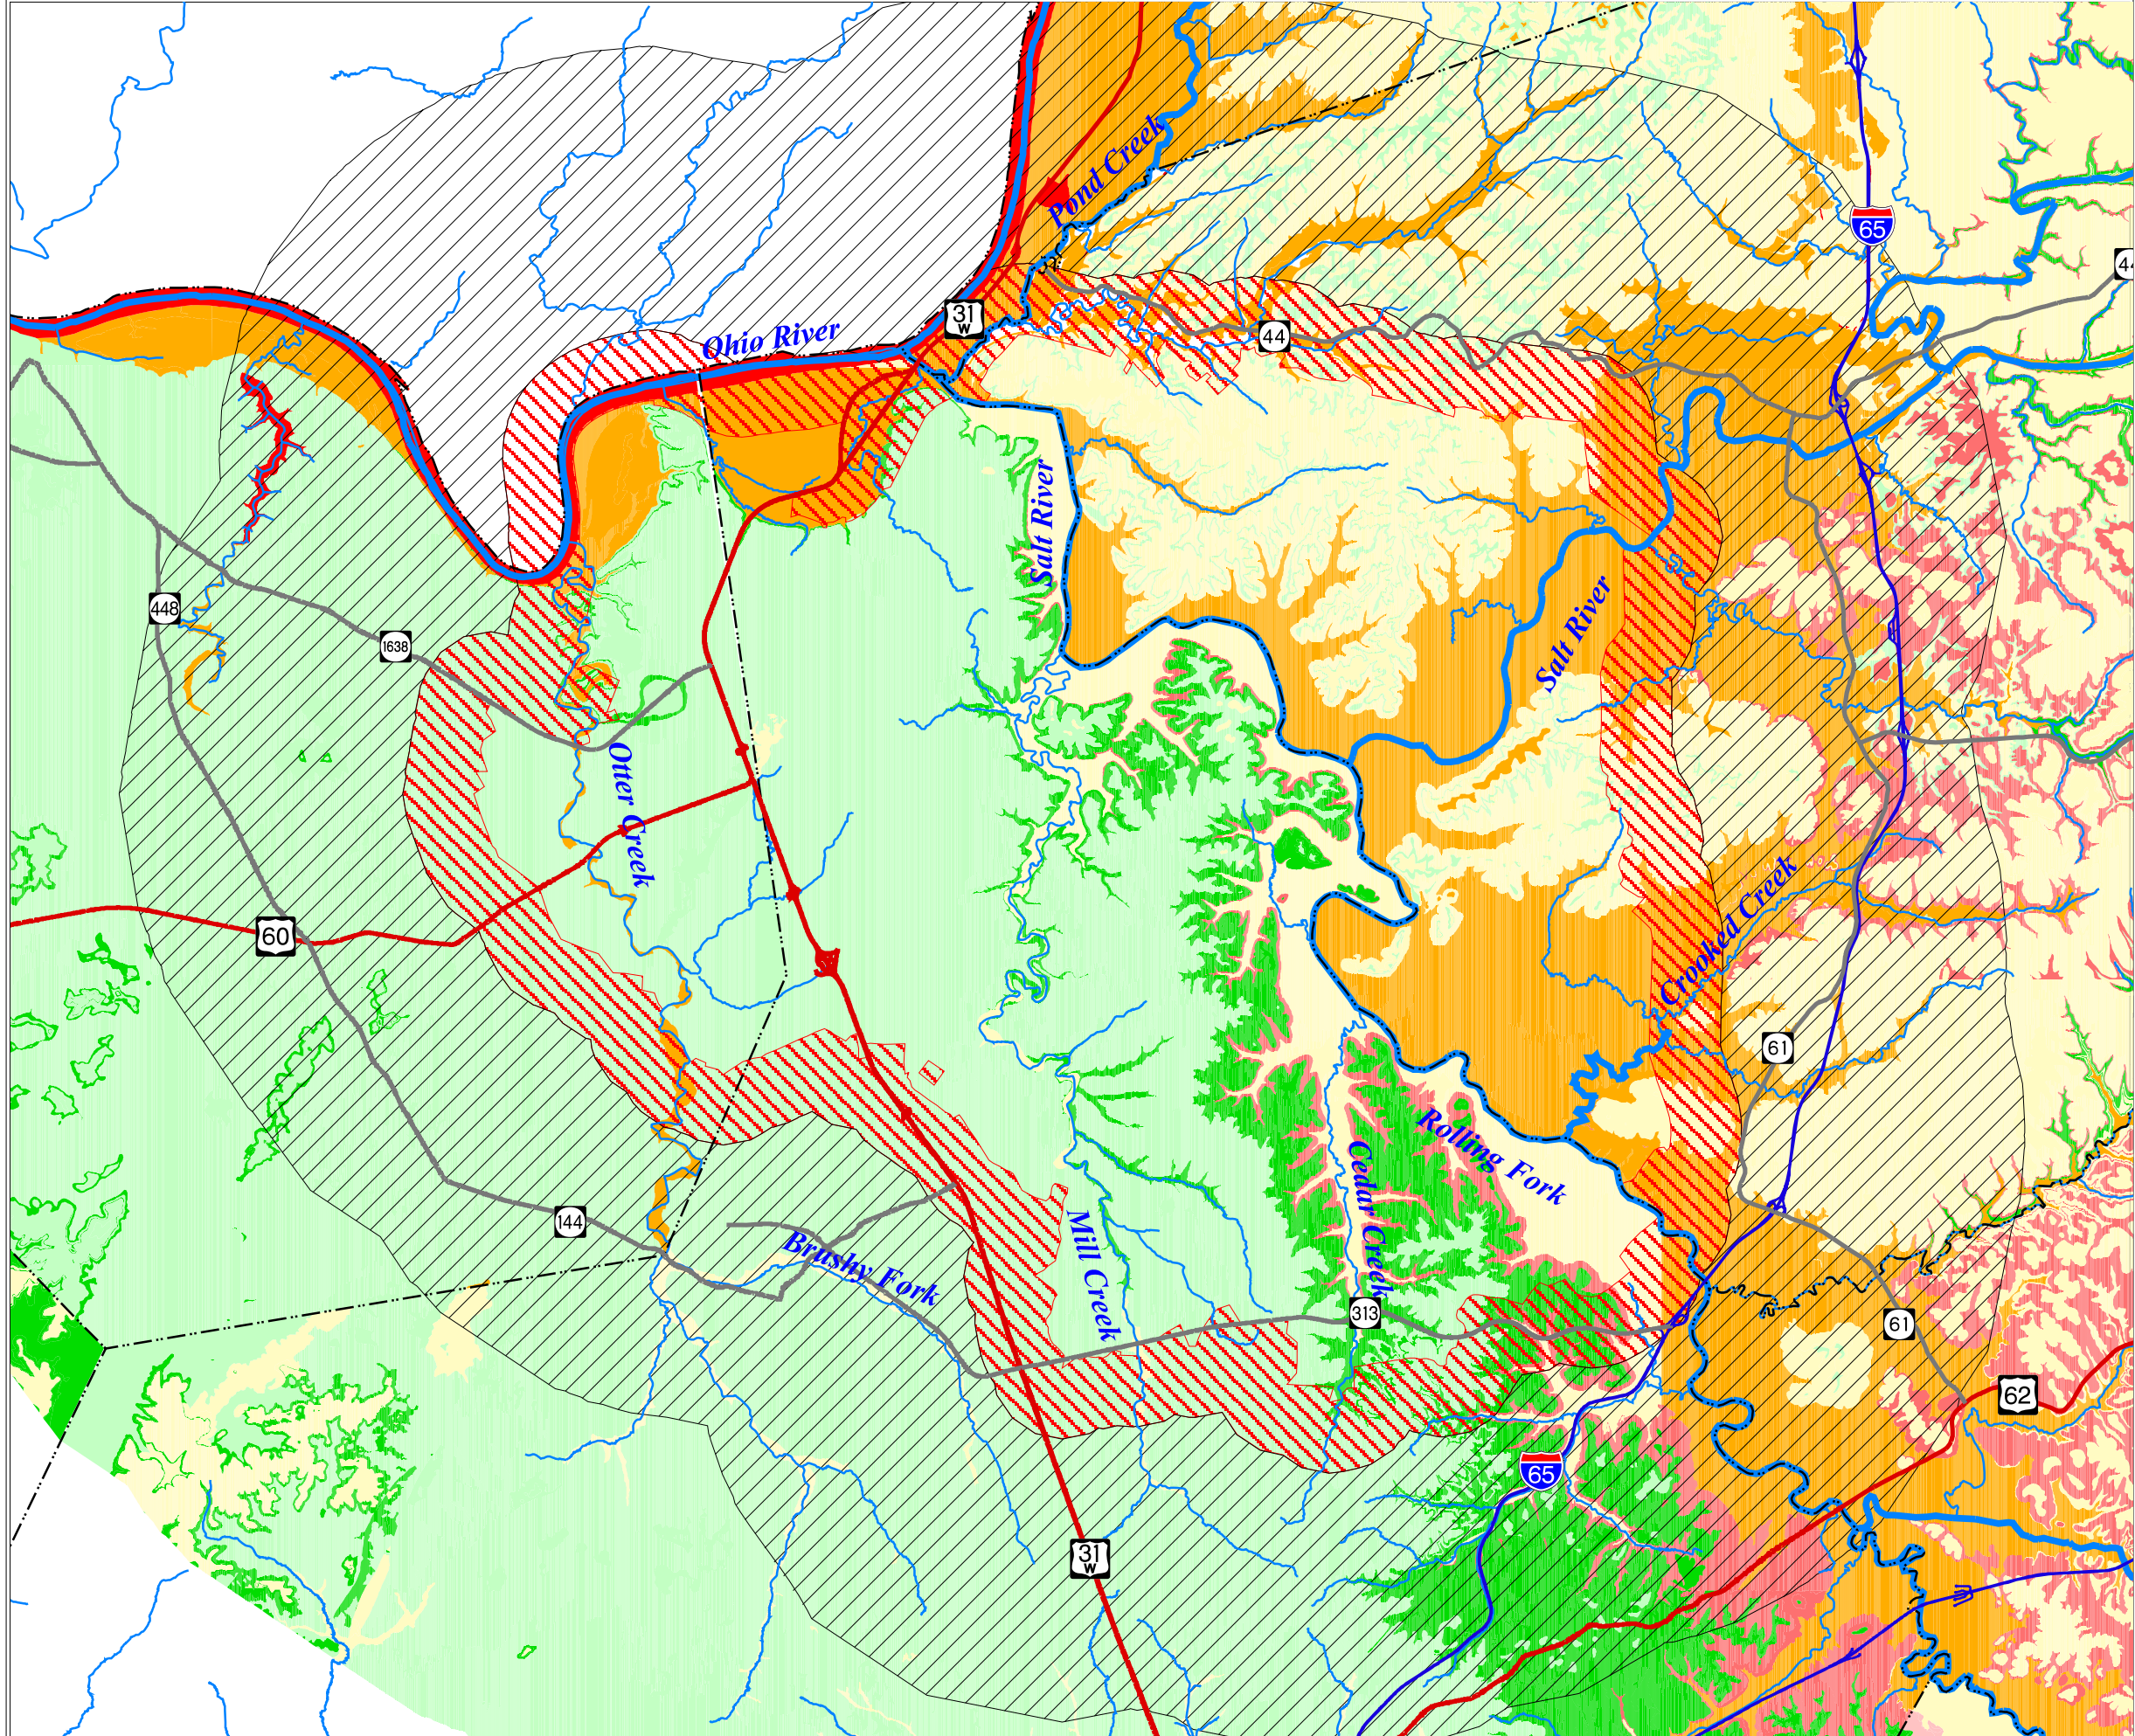 Pond Creek
65
44
31
W
Ohio River
44
Salt River
448
Salt River
1638
Otter Creek
Crooked Creek
60
61
Rolling Fork
Cedar Creek
144
Mill Creek
Brushy Fork
313
61
62
65
31
W